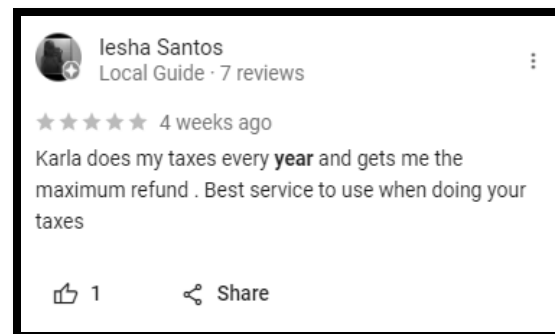 Iesha Santos
Local Guide · 7 reviews
4 weeks ago
Karla does my taxes every year and gets me the
maximum refund . Best service to use when doing your
taxes
1
Share